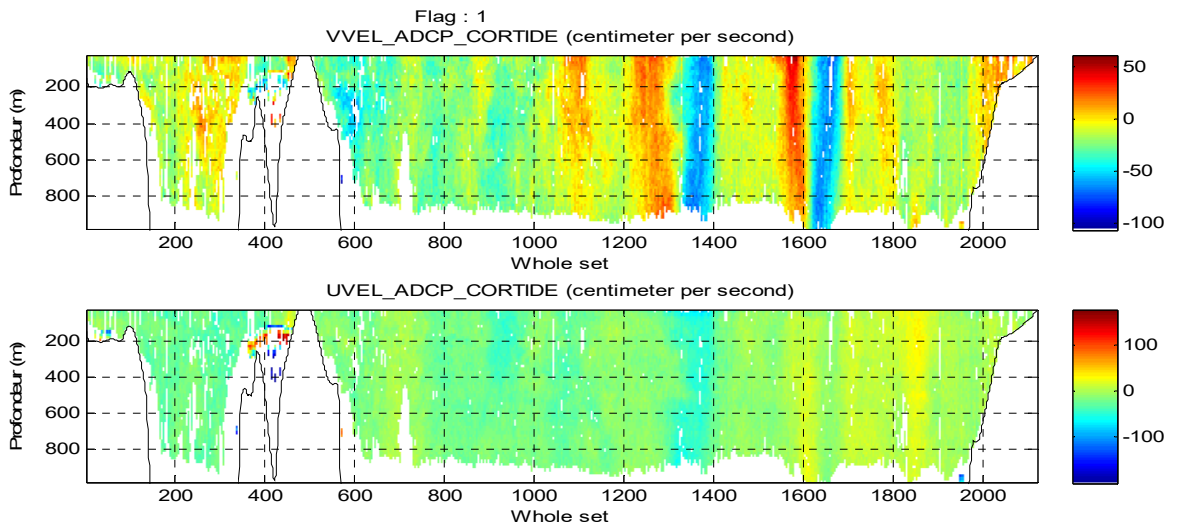 Flag : 1
VVEL_ADCP_CORTIDE (centimeter per second)
Profondeur (m)
200
400
600
800
200 400 600 800 1000 1200 1400 1600 1800 2000
Whole set
50
0
-50
-100
UVEL_ADCP_CORTIDE (centimeter per second)
Profondeur (m)
200
400
600
800
200 400 600 800 1000 1200 1400 1600 1800 2000
Whole set
100
0
-100